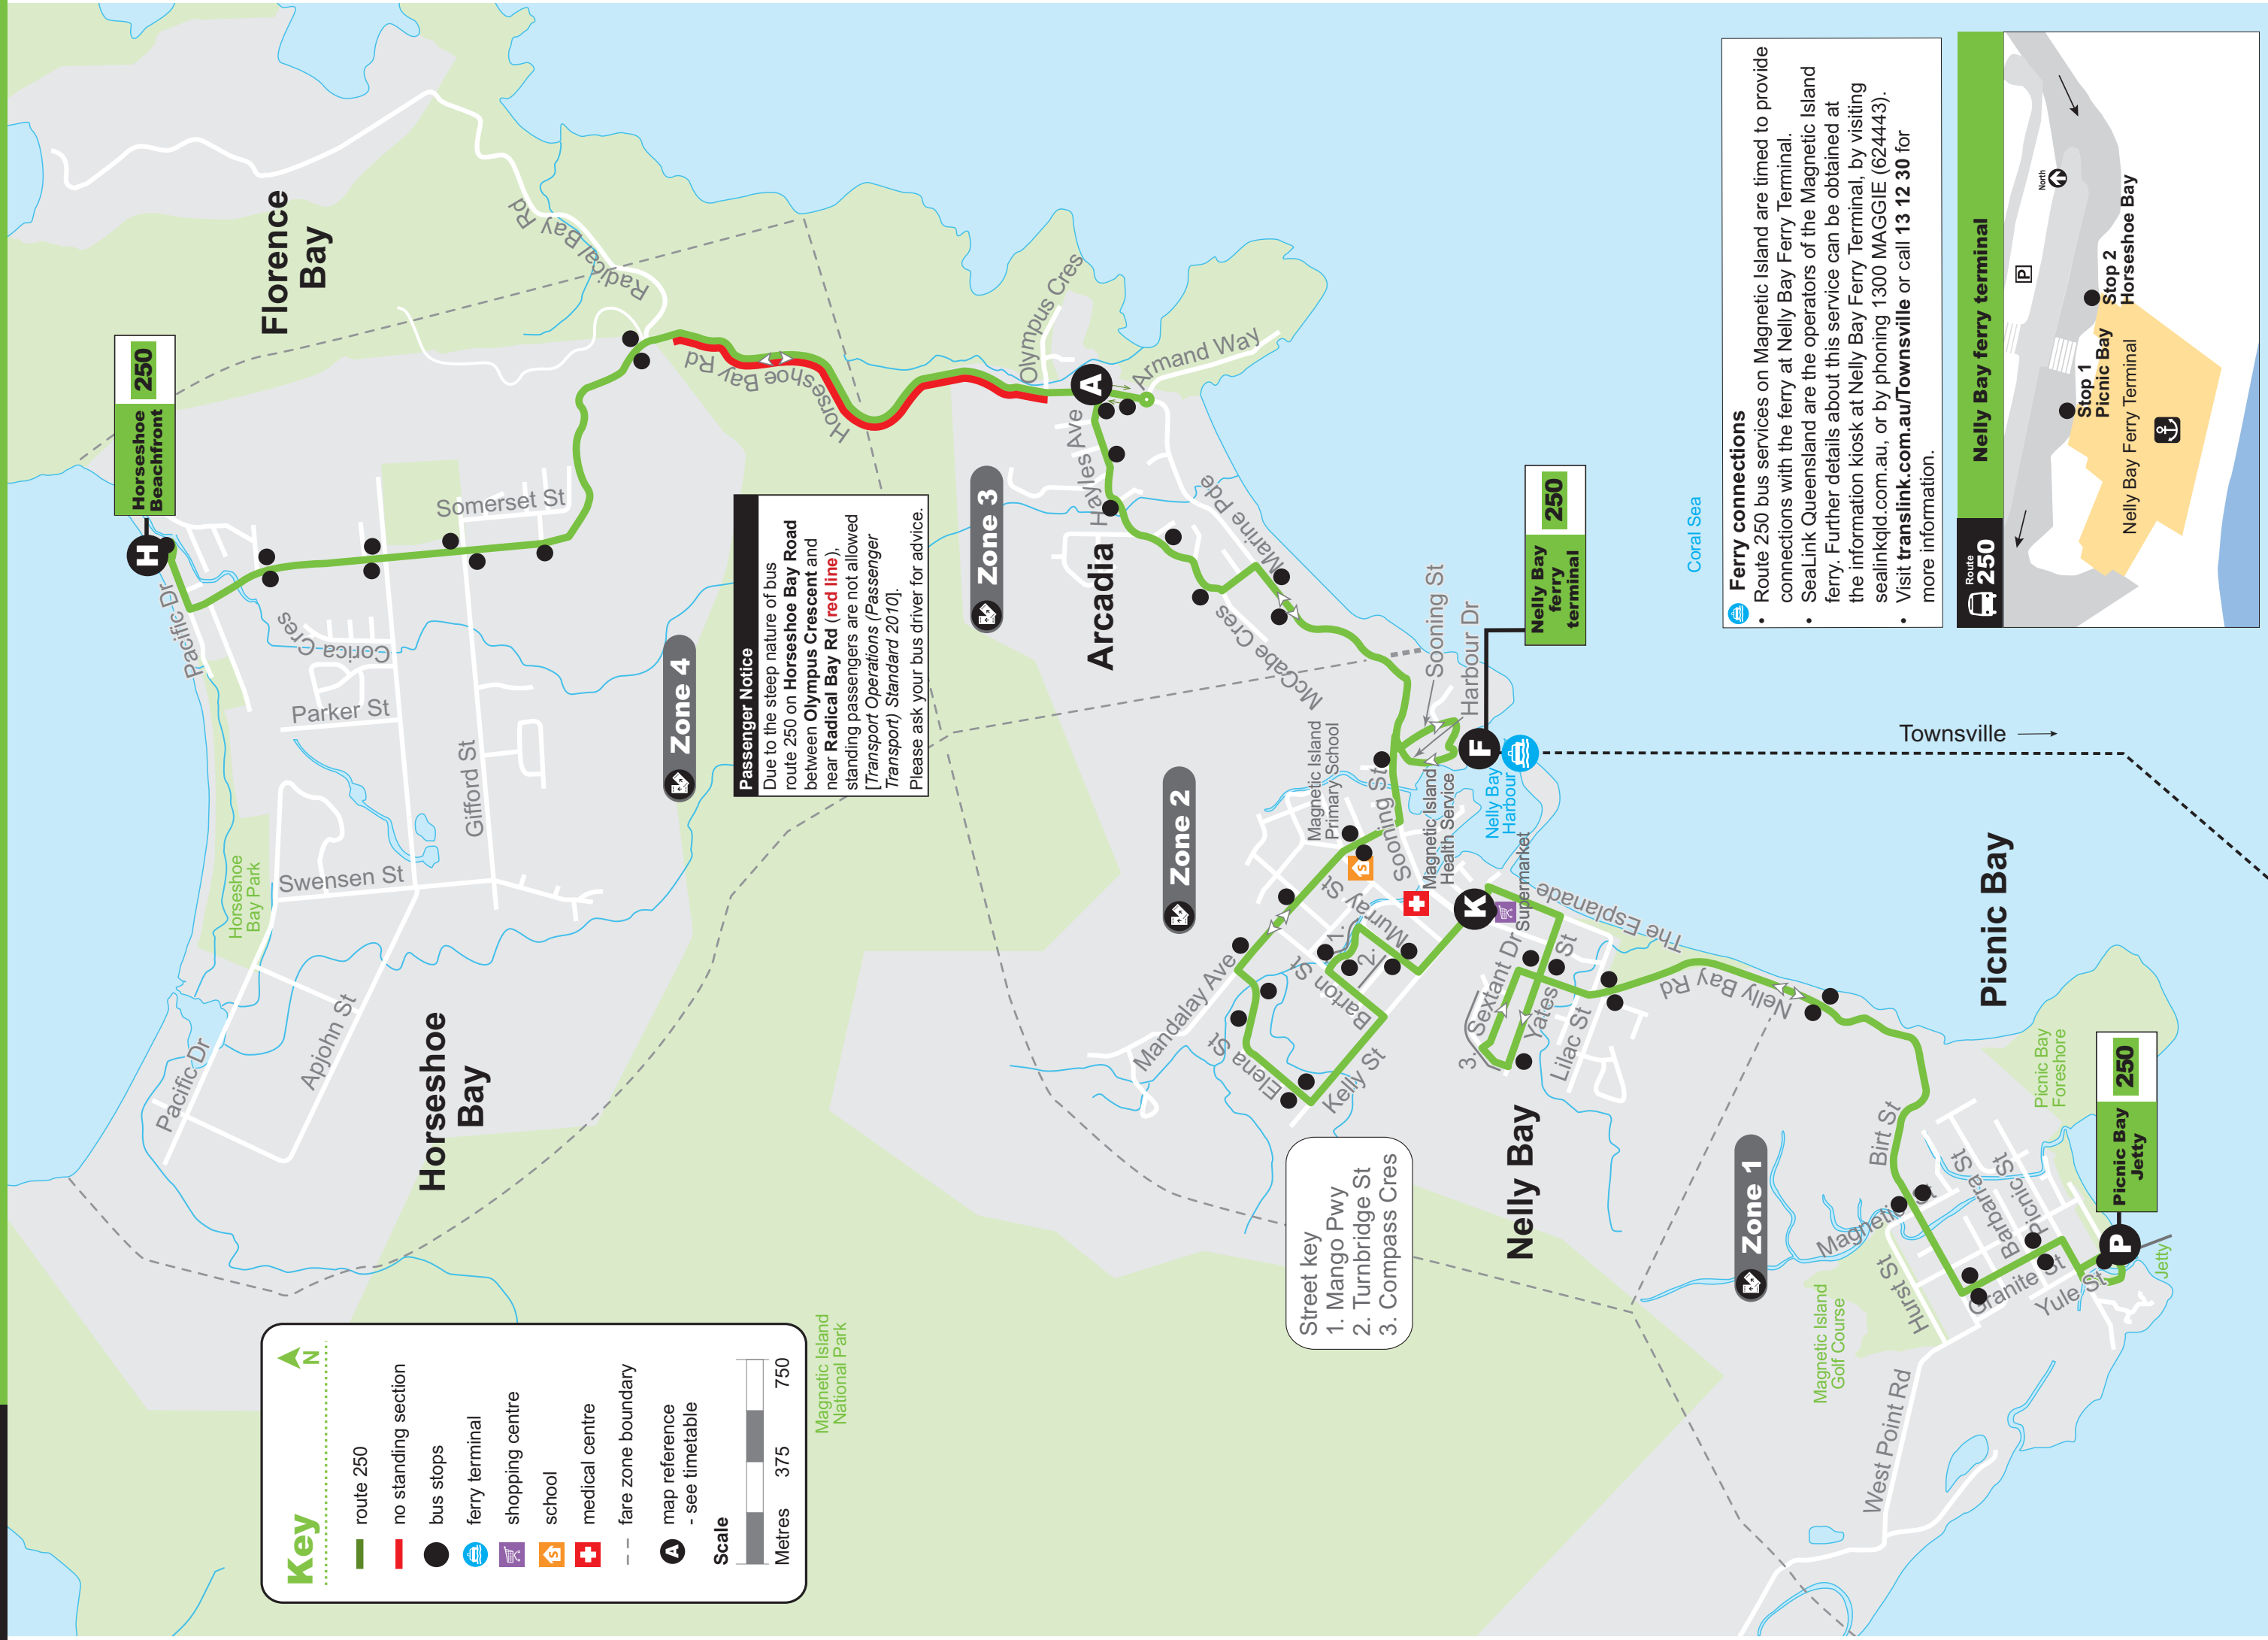 Florence
Bay
Radical Bay Rd
Horseshoe
Beachfront
250
H
Pacific Dr
Corica Cres
Somerset St
Parker St
Gifford St
Swensen St
Horseshoe
Bay Park
Pacific Dr
Apjohn St
Horseshoe
Bay
Zone 4
Horseshoe Bay Rd
Olympus Cres
A
Armand Way
Passenger Notice
Due to the steep nature of bus
route 250 on Horseshoe Bay Road
between Olympus Crescent and
near Radical Bay Rd (red line),
standing passengers are not allowed
[Transport Operations (Passenger
Transport) Standard 2010].
Please ask your bus driver for advice.
Zone 3
Hayles Ave
Arcadia
Marine Pde
McCabe Cres
Sooning St
Harbour Dr
Nelly Bay
ferry
terminal
250
F
Coral Sea
Townsville
Zone 2
Magnetic Island
Primary School
Sooning St
Magnetic Island
Health Service
Nelly Bay
Harbour
Supermarket
K
The Esplanade
Murray St
1.
2.
Barton St
Mandalay Ave
Elena St
Kelly St
3.
Sextant Dr
Yates St
Lilac St
Nelly Bay Rd
Nelly Bay
Street key
1. Mango Pwy
2. Turnbridge St
3. Compass Cres
Picnic Bay
Zone 1
Birt St
Picnic Bay
Foreshore
Picnic Bay
Jetty
250
P
Jetty
Magnetic St
Hurst St
Barbarra St
Picnic St
Granite St
Yule St
Magnetic Island
Golf Course
West Point Rd
Magnetic Island
National Park
Key
N
route 250
no standing section
bus stops
ferry terminal
shopping centre
school
medical centre
fare zone boundary
A
map reference
- see timetable
Scale
Metres 375 750
Ferry connections
• Route 250 bus services on Magnetic Island are timed to provide
connections with the ferry at Nelly Bay Ferry Terminal.
• SeaLink Queensland are the operators of the Magnetic Island
ferry. Further details about this service can be obtained at
the information kiosk at Nelly Bay Ferry Terminal, by visiting
sealinkqld.com.au, or by phoning 1300 MAGGIE (624443).
• Visit translink.com.au/Townsville or call 13 12 30 for
more information.
Route
250
Nelly Bay ferry terminal
North
P
Stop 1
Picnic Bay
Stop 2
Horseshoe Bay
Nelly Bay Ferry Terminal